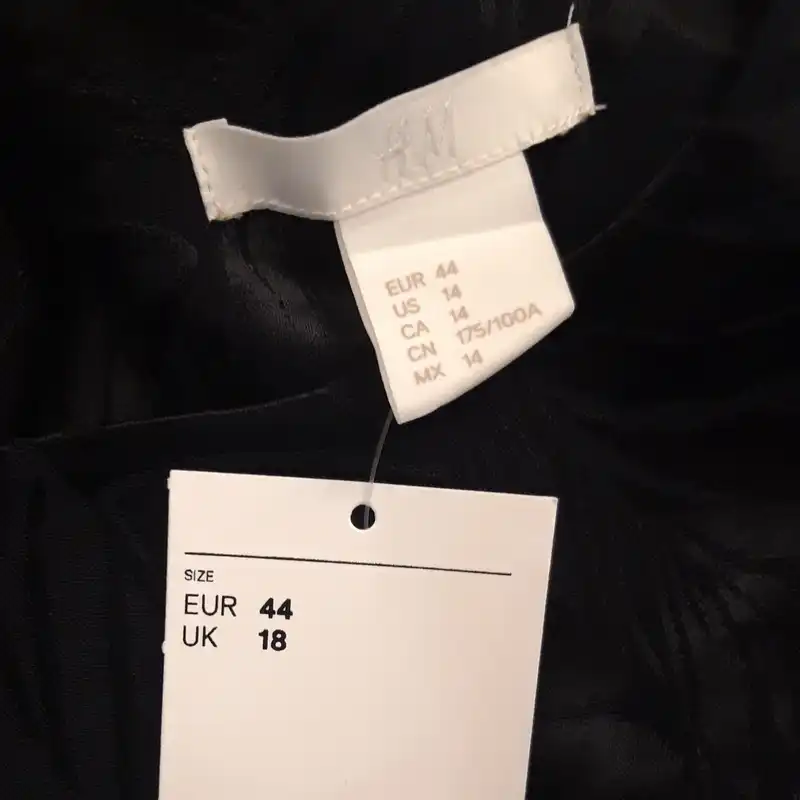 H&M
EUR 44
US 14
CA 14
CN 175/100A
MX 14
SIZE
EUR 44
UK 18